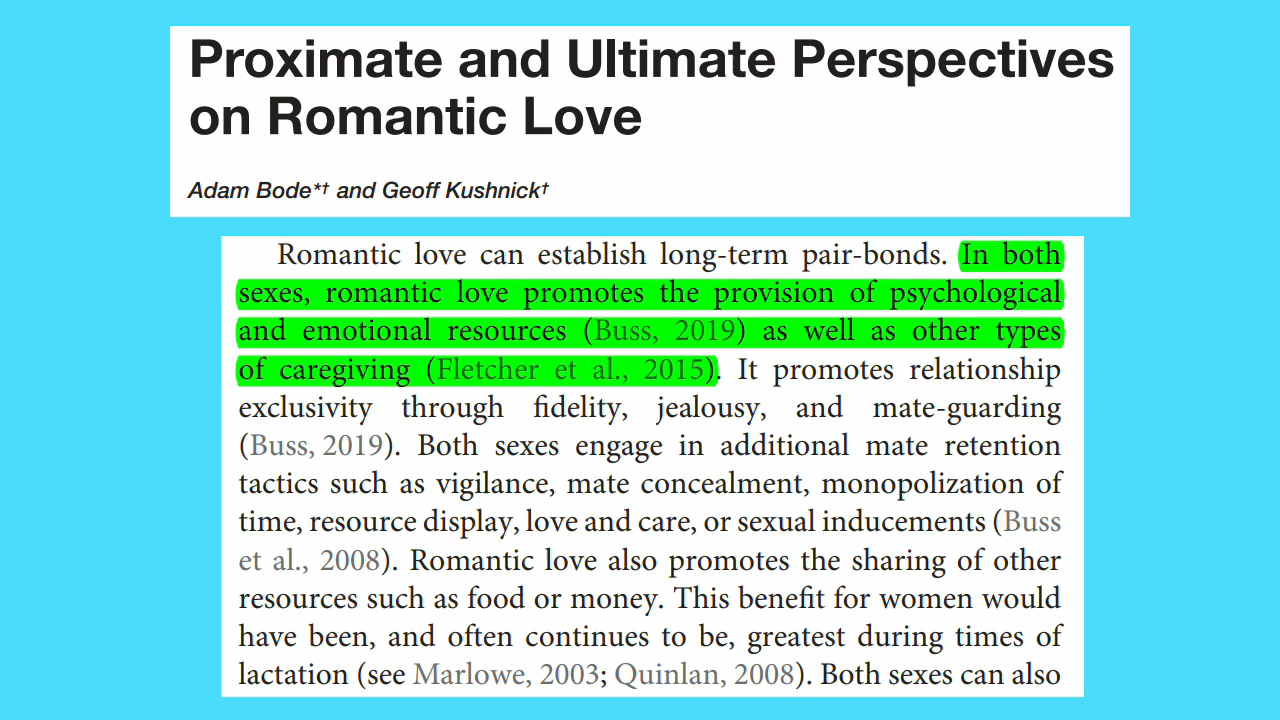 Proximate and Ultimate Perspectives
on Romantic Love
Adam Bode*† and Geoff Kushnick†
Romantic love can establish long-term pair-bonds. In both
sexes, romantic love promotes the provision of psychological
and emotional resources (Buss, 2019) as well as other types
of caregiving (Fletcher et al., 2015). It promotes relationship
exclusivity through fidelity, jealousy, and mate-guarding
(Buss, 2019). Both sexes engage in additional mate retention
tactics such as vigilance, mate concealment, monopolization of
time, resource display, love and care, or sexual inducements (Buss
et al., 2008). Romantic love also promotes the sharing of other
resources such as food or money. This benefit for women would
have been, and often continues to be, greatest during times of
lactation (see Marlowe, 2003; Quinlan, 2008). Both sexes can also